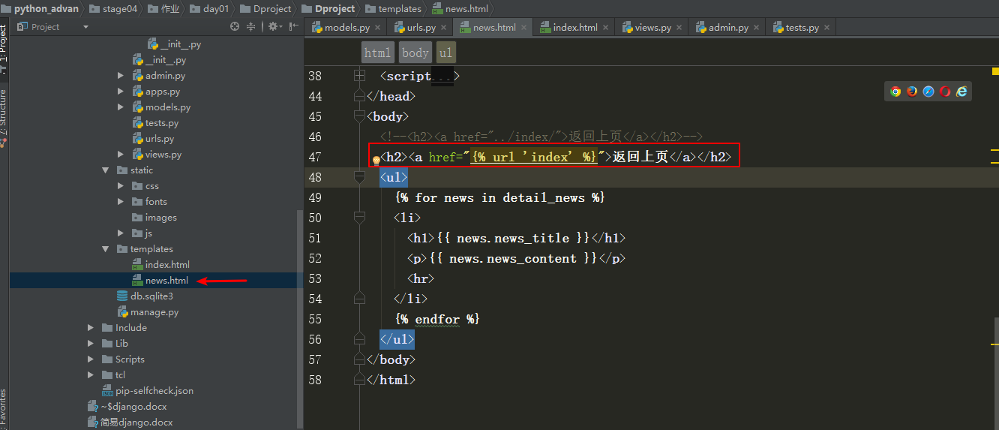 python_advan stage04 作业 day01 Dproject Dproject templates news.html
Project
models.py urls.py news.html index.html views.py admin.py tests.py
1: Project
7: Structure
Favorites
__init__.py
__init__.py
admin.py
apps.py
models.py
tests.py
urls.py
views.py
static
css
fonts
images
js
templates
index.html
news.html
db.sqlite3
manage.py
Include
Lib
Scripts
tcl
pip-selfcheck.json
~$django.docx
简易django.docx
html body ul
38 <script...>
44 </head>
45 <body>
46 <!--<h2><a href="../index/">返回上页</a></h2>-->
47 <h2><a href="{% url 'index' %}">返回上页</a></h2>
48 <ul>
49 {% for news in detail_news %}
50 <li>
51 <h1>{{ news.news_title }}</h1>
52 <p>{{ news.news_content }}</p>
53 <hr>
54 </li>
55 {% endfor %}
56 </ul>
57 </body>
58 </html>